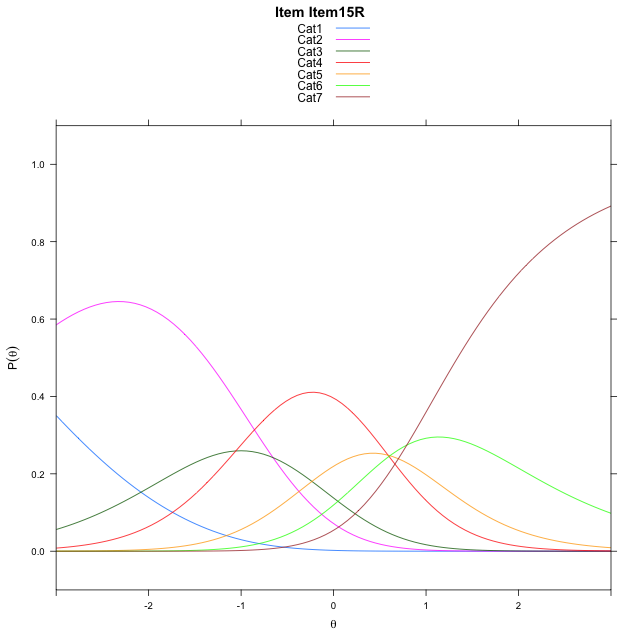 Item Item15R
Cat1
Cat2
Cat3
Cat4
Cat5
Cat6
Cat7
1.0
0.8
0.6
0.4
0.2
0.0
P(θ)
-2 -1 0 1 2
θ